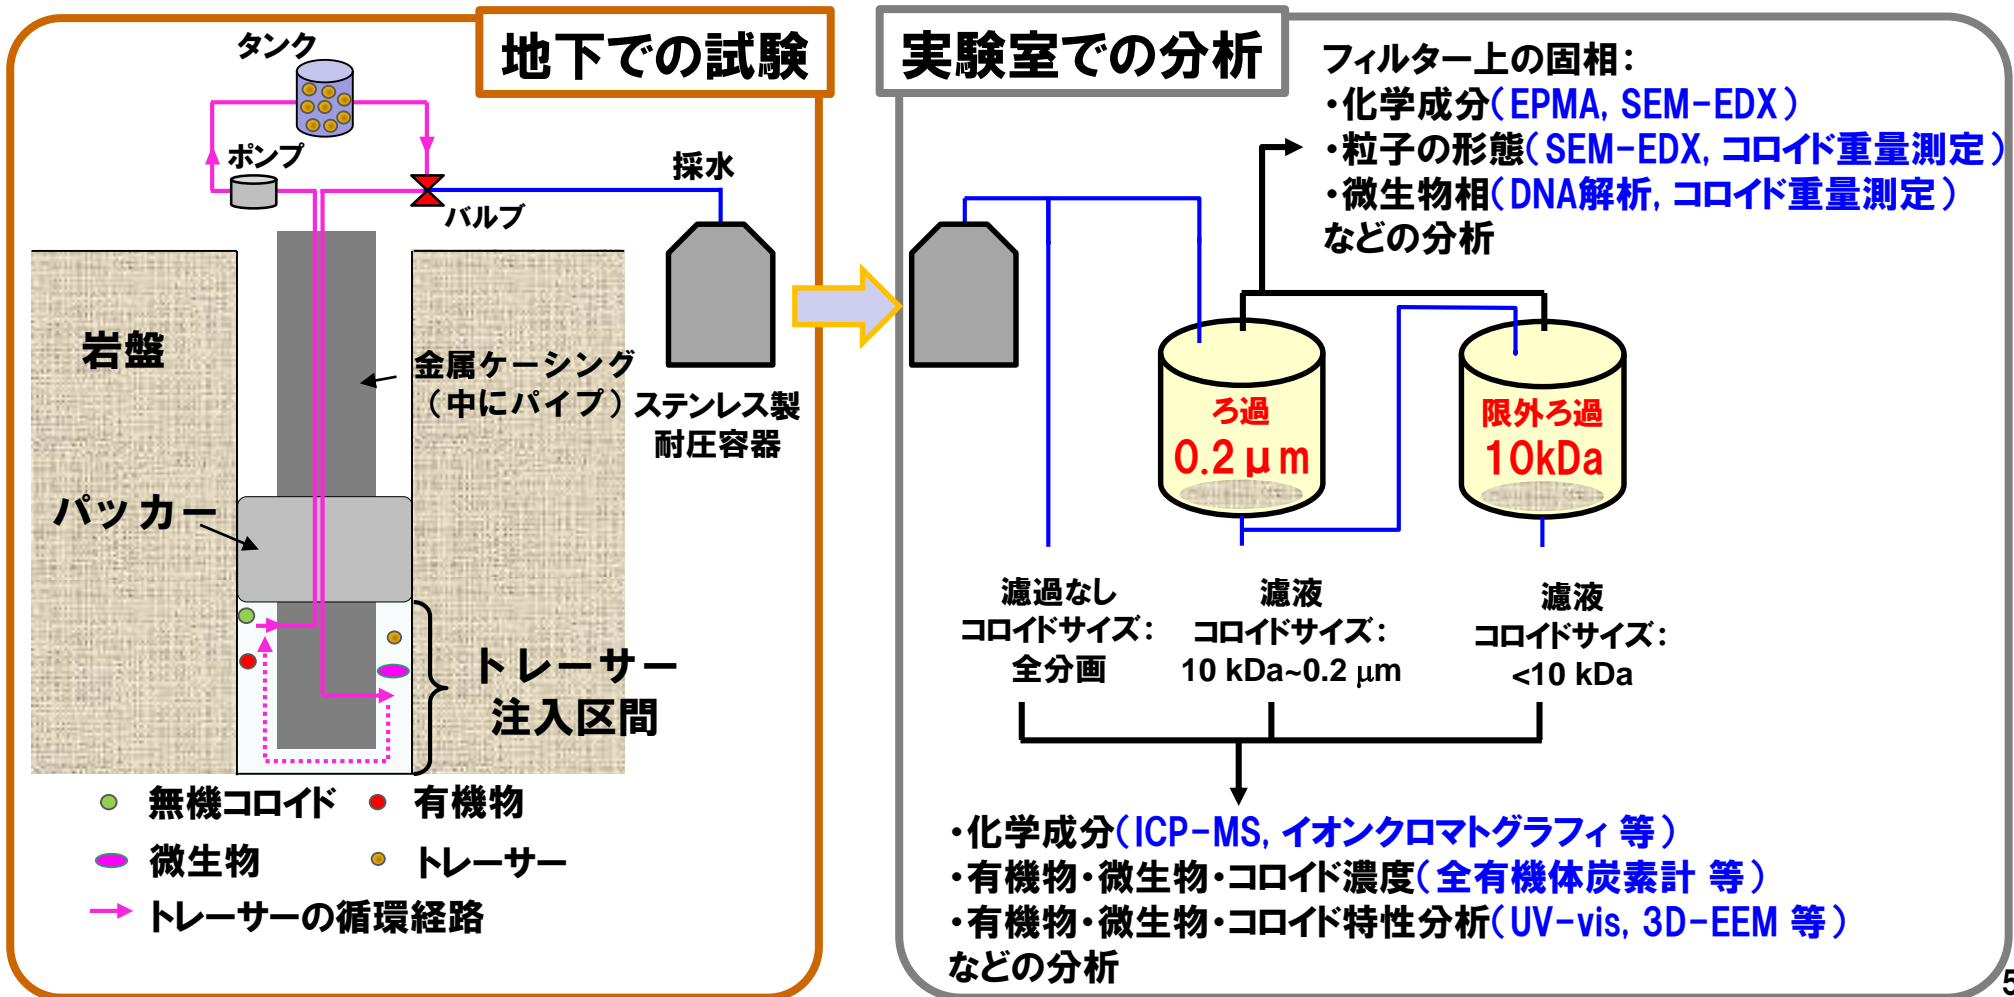 地下での試験
タンク
ポンプ
バルブ
採水
岩盤
金属ケーシング
（中にパイプ）
ステンレス製
耐圧容器
パッカー
トレーサー
注入区間
無機コロイド
有機物
微生物
トレーサー
トレーサーの循環経路
実験室での分析
フィルター上の固相：
・化学成分（EPMA, SEM-EDX）
・粒子の形態（SEM-EDX, コロイド重量測定）
・微生物相（DNA解析, コロイド重量測定）
などの分析
ろ過
0.2μm
限外ろ過
10kDa
濾過なし
コロイドサイズ：
全分画
濾液
コロイドサイズ：
10 kDa~0.2 μm
濾液
コロイドサイズ：
<10 kDa
・化学成分（ICP-MS, イオンクロマトグラフィ 等）
・有機物・微生物・コロイド濃度（全有機体炭素計 等）
・有機物・微生物・コロイド特性分析（UV-vis, 3D-EEM 等）
などの分析
5